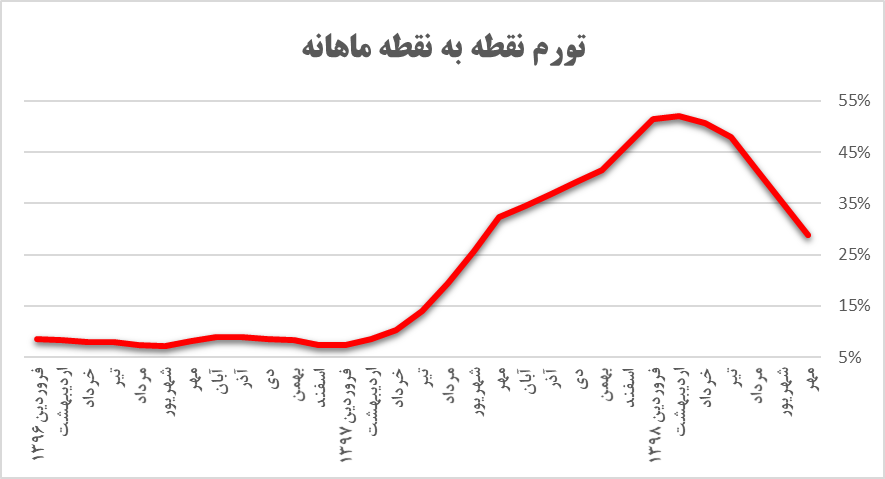 تورم نقطه به نقطه ماهانه
55%
45%
35%
25%
15%
5%
فروردین ۱۳۹۶
اردیبهشت
خرداد
تیر
مرداد
شهریور
مهر
آبان
آذر
دی
بهمن
اسفند
فروردین ۱۳۹۷
اردیبهشت
خرداد
تیر
مرداد
شهریور
مهر
آبان
آذر
دی
بهمن
اسفند
فروردین ۱۳۹۸
اردیبهشت
خرداد
تیر
مرداد
شهریور
مهر